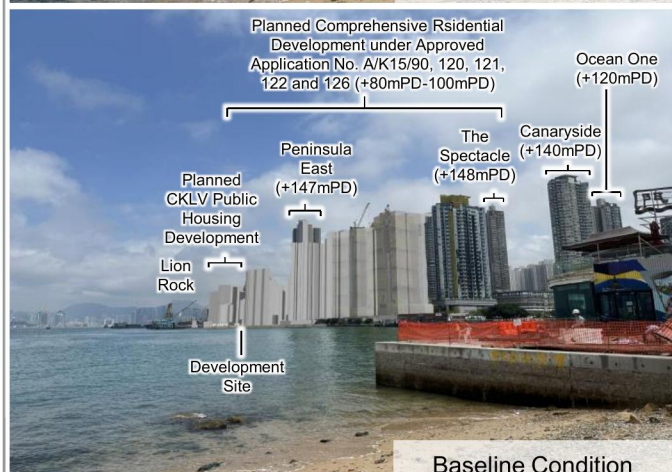 Planned Comprehensive Rsidential
Development under Approved
Application No. A/K15/90, 120, 121,
122 and 126 (+80mPD-100mPD)
Ocean One
(+120mPD)
Canaryside
(+140mPD)
The
Spectacle
(+148mPD)
Peninsula
East
(+147mPD)
Planned
CKLV Public
Housing
Development
Lion
Rock
Development
Site
Baseline Condition